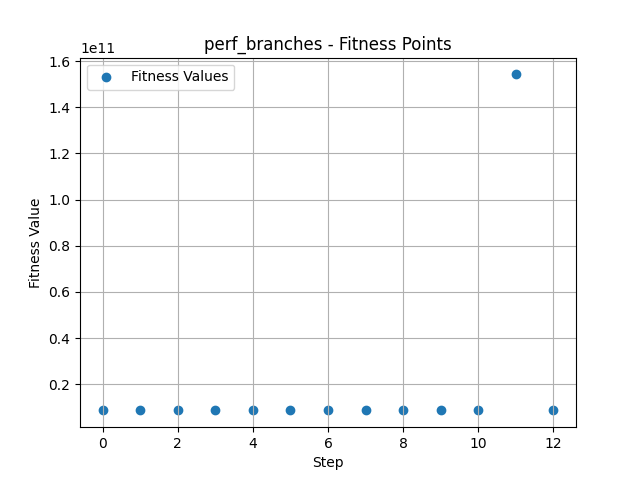 perf_branches - Fitness Points
1e11
Fitness Values
1.6
1.4
1.2
1.0
0.8
0.6
0.4
0.2
Fitness Value
0 2 4 6 8 10 12
Step